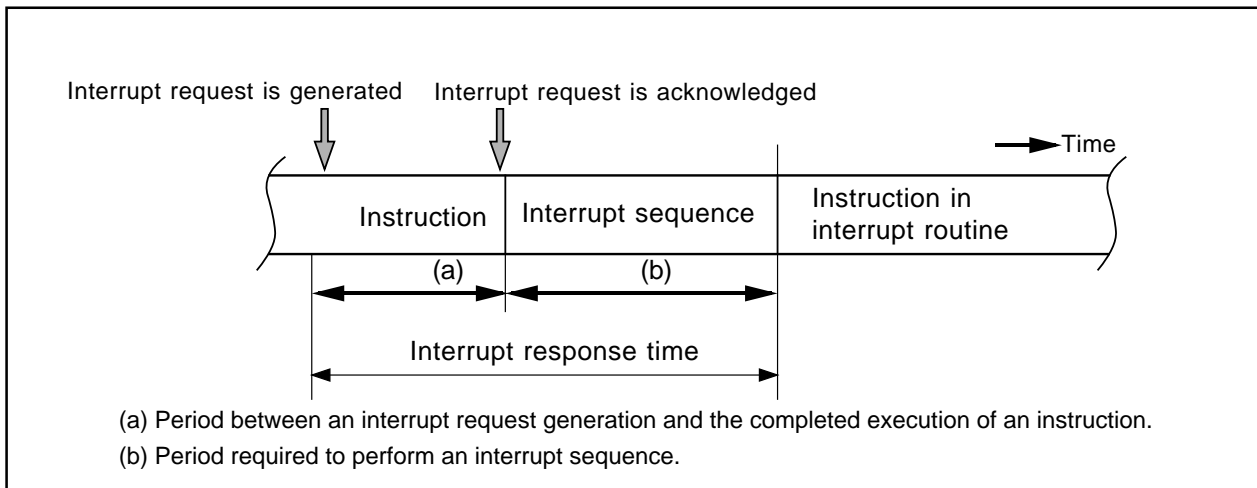 Interrupt request is generated
Interrupt request is acknowledged
Time
Instruction
Interrupt sequence
Instruction in
interrupt routine
(a)
(b)
Interrupt response time
(a) Period between an interrupt request generation and the completed execution of an instruction.
(b) Period required to perform an interrupt sequence.